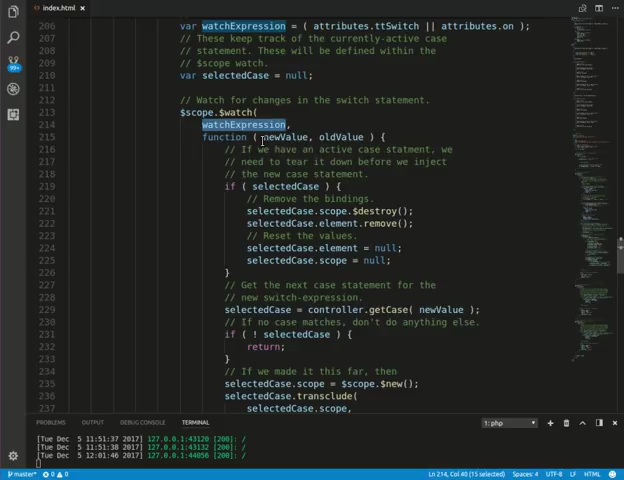 index.html ×
99+
206 var watchExpression = ( attributes.ttSwitch || attributes.on );
207 // These keep track of the currently-active case
208 // statement. These will be defined within the
209 // $scope watch.
210 var selectedCase = null;
211
212 // Watch for changes in the switch statement.
213 $scope.$watch(
214 watchExpression,
215 function ( newValue, oldValue ) {
216 // If we have an active case statment, we
217 // need to tear it down before we inject
218 // the new case statement.
219 if ( selectedCase ) {
220 // Remove the bindings.
221 selectedCase.scope.$destroy();
222 selectedCase.element.remove();
223 // Reset the values.
224 selectedCase.element = null;
225 selectedCase.scope = null;
226 }
227 // Get the next case statement for the
228 // new switch-expression.
229 selectedCase = controller.getCase( newValue );
230 // If no case matches, don't do anything else.
231 if ( ! selectedCase ) {
232 return;
233 }
234 // If we made it this far, then
235 selectedCase.scope = $scope.$new();
236 selectedCase.transclude(
237 selectedCase.scope,
PROBLEMS OUTPUT DEBUG CONSOLE TERMINAL 1: php
[Tue Dec 5 11:51:37 2017] 127.0.0.1:43120 [200]: /
[Tue Dec 5 11:51:38 2017] 127.0.0.1:43132 [200]: /
[Tue Dec 5 12:01:46 2017] 127.0.0.1:44056 [200]: /
master* 0 0 Ln 214, Col 40 (15 selected) Spaces: 4 UTF-8 LF HTML